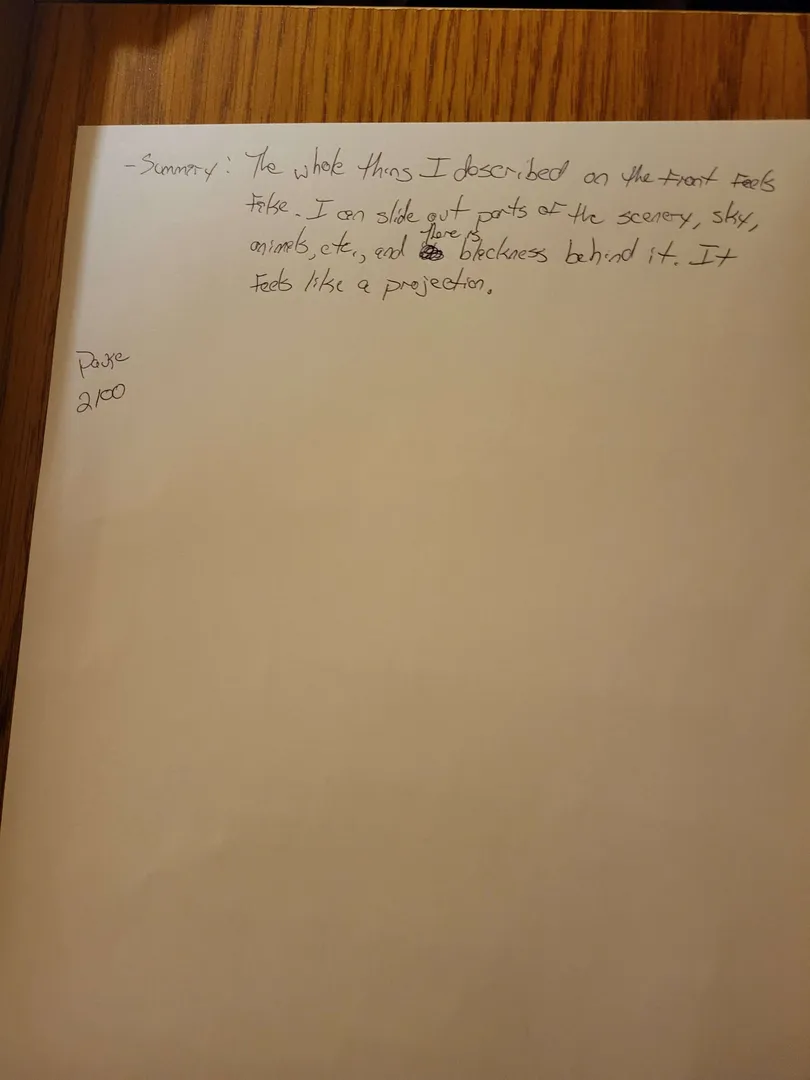 - Summary: The whole thing I described on the front feels
fake. I can slide out parts of the scenery, sky,
animals, etc., and there is blackness behind it. It
feels like a projection.
Pause
2100